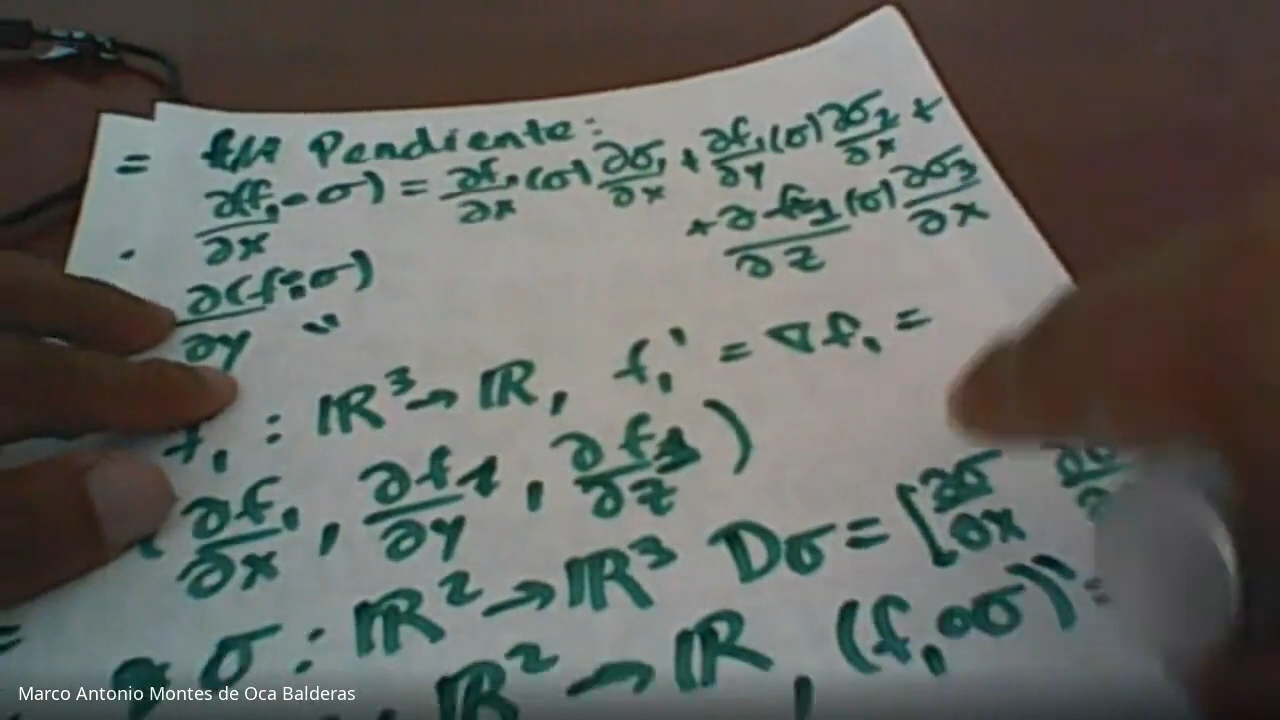 = Pendiente:
∂(f₁∘σ)/∂x = ∂f₁/∂x (σ) ∂σ₁/∂x + ∂f₁/∂y (σ) ∂σ₂/∂x +
+ ∂f₁/∂z (σ) ∂σ₃/∂x
∂(f₁∘σ)/∂y "
f₁ : ℝ³ → ℝ, f₁' = ∇f₁ =
( ∂f₁/∂x , ∂f₁/∂y , ∂f₁/∂z )
σ : ℝ² → ℝ³ Dσ = [ ∂σ/∂x
ℝ² → ℝ, (f₁∘σ)' =
Marco Antonio Montes de Oca Balderas